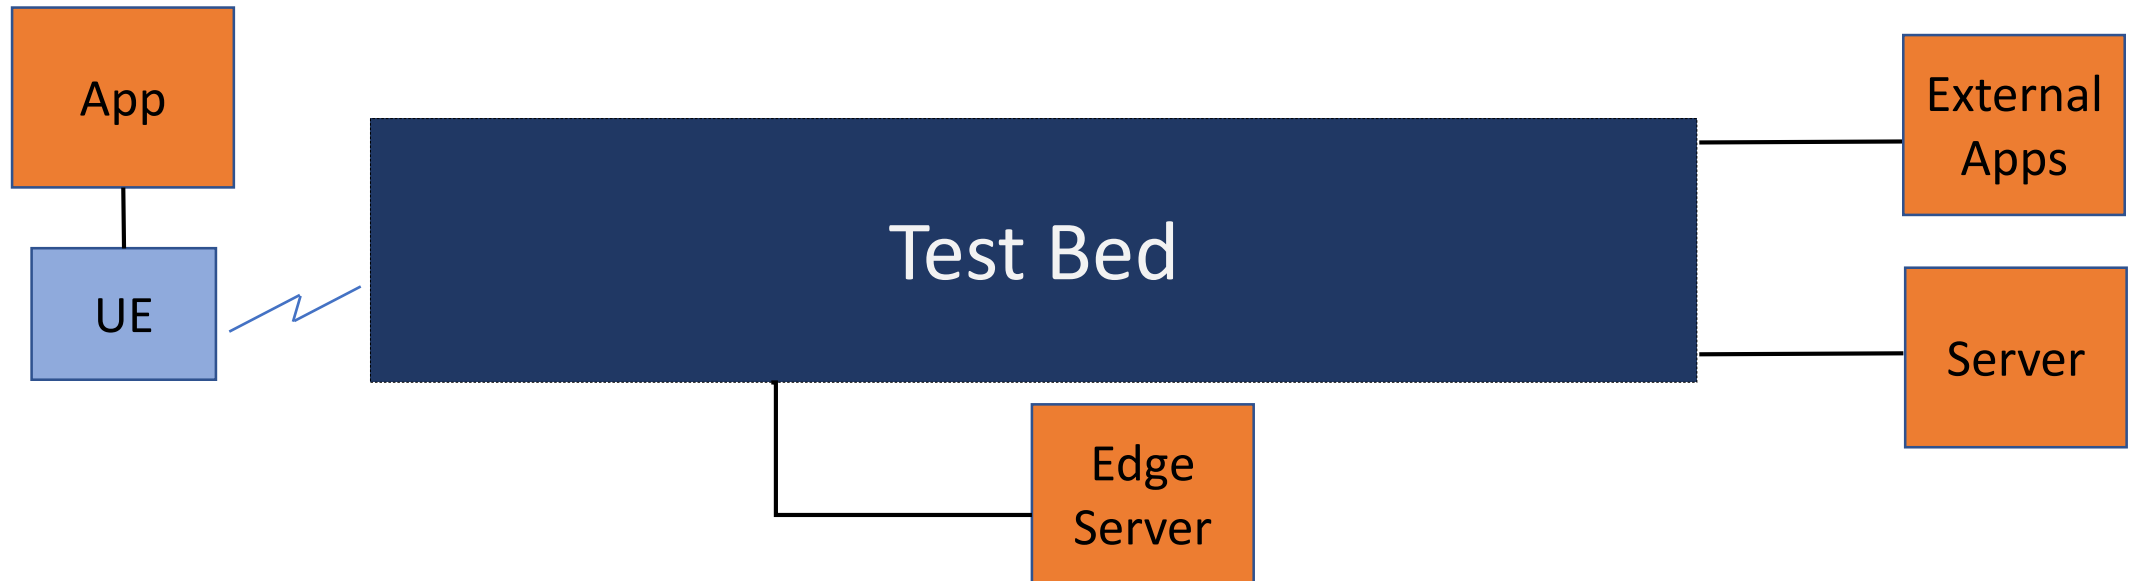 App
UE
Test Bed
External
Apps
Server
Edge
Server